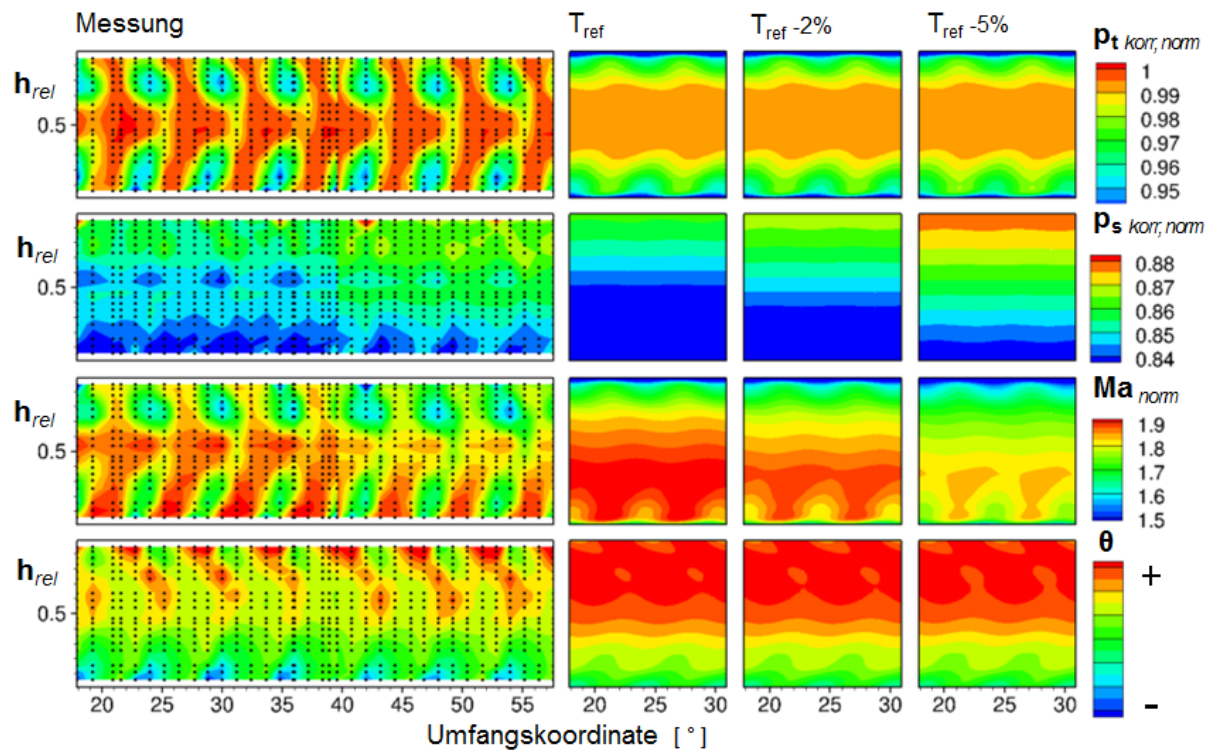 Messung T_ref T_ref -2% T_ref -5%
p_t korr,norm
h_rel
0.5
1
0.99
0.98
0.97
0.96
0.95
p_s korr,norm
h_rel
0.5
0.88
0.87
0.86
0.85
0.84
Ma norm
h_rel
0.5
1.9
1.8
1.7
1.6
1.5
θ
h_rel
0.5
+
-
20 25 30 35 40 45 50 55 20 25 30 20 25 30 20 25 30
Umfangskoordinate [ ° ]